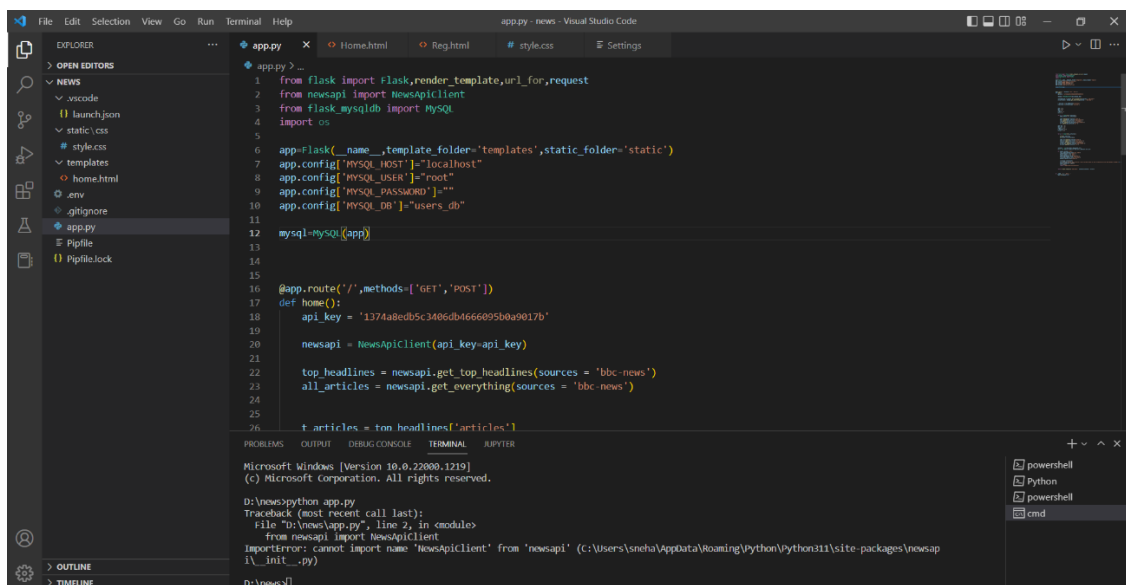 File Edit Selection View Go Run Terminal Help
app.py - news - Visual Studio Code
EXPLORER
OPEN EDITORS
NEWS
.vscode
launch.json
static\css
style.css
templates
home.html
.env
.gitignore
app.py
Pipfile
Pipfile.lock
OUTLINE
TIMELINE
app.py Home.html Reg.html style.css Settings
app.py > ...
1 from flask import Flask,render_template,url_for,request
2 from newsapi import NewsApiClient
3 from flask_mysqldb import MySQL
4 import os
5
6 app=Flask(__name__,template_folder='templates',static_folder='static')
7 app.config['MYSQL_HOST']="localhost"
8 app.config['MYSQL_USER']="root"
9 app.config['MYSQL_PASSWORD']=""
10 app.config['MYSQL_DB']="users_db"
11
12 mysql=MySQL(app)
13
14
15
16 @app.route('/',methods=['GET','POST'])
17 def home():
18 api_key = '1374a8edb5c3406db4666095b0a9017b'
19
20 newsapi = NewsApiClient(api_key=api_key)
21
22 top_headlines = newsapi.get_top_headlines(sources = 'bbc-news')
23 all_articles = newsapi.get_everything(sources = 'bbc-news')
24
25
26 t_articles = top_headlines['articles']
PROBLEMS OUTPUT DEBUG CONSOLE TERMINAL JUPYTER
Microsoft Windows [Version 10.0.22000.1219]
(c) Microsoft Corporation. All rights reserved.
D:\news>python app.py
Traceback (most recent call last):
File "D:\news\app.py", line 2, in <module>
from newsapi import NewsApiClient
ImportError: cannot import name 'NewsApiClient' from 'newsapi' (C:\Users\sneha\AppData\Roaming\Python\Python311\site-packages\newsap
i\__init__.py)
D:\news>
powershell
Python
powershell
cmd